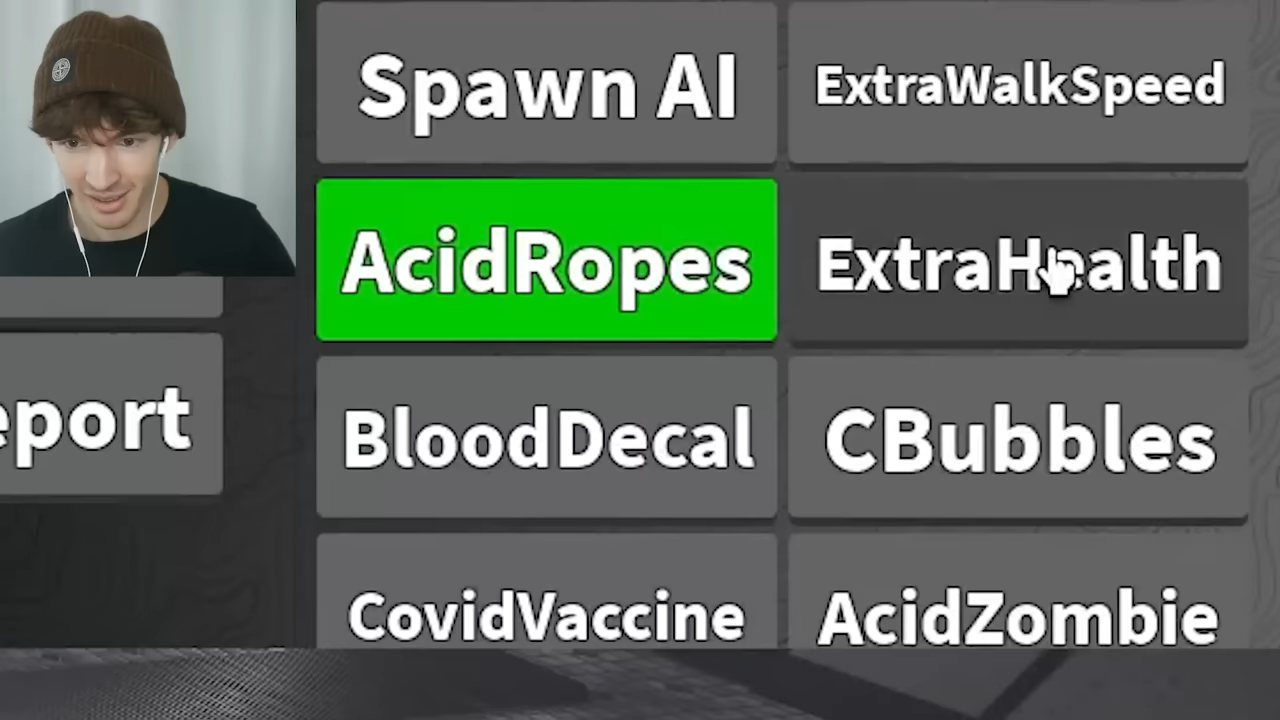 Spawn AI
ExtraWalkSpeed
AcidRopes
ExtraHealth
eport
BloodDecal
CBubbles
CovidVaccine
AcidZombie